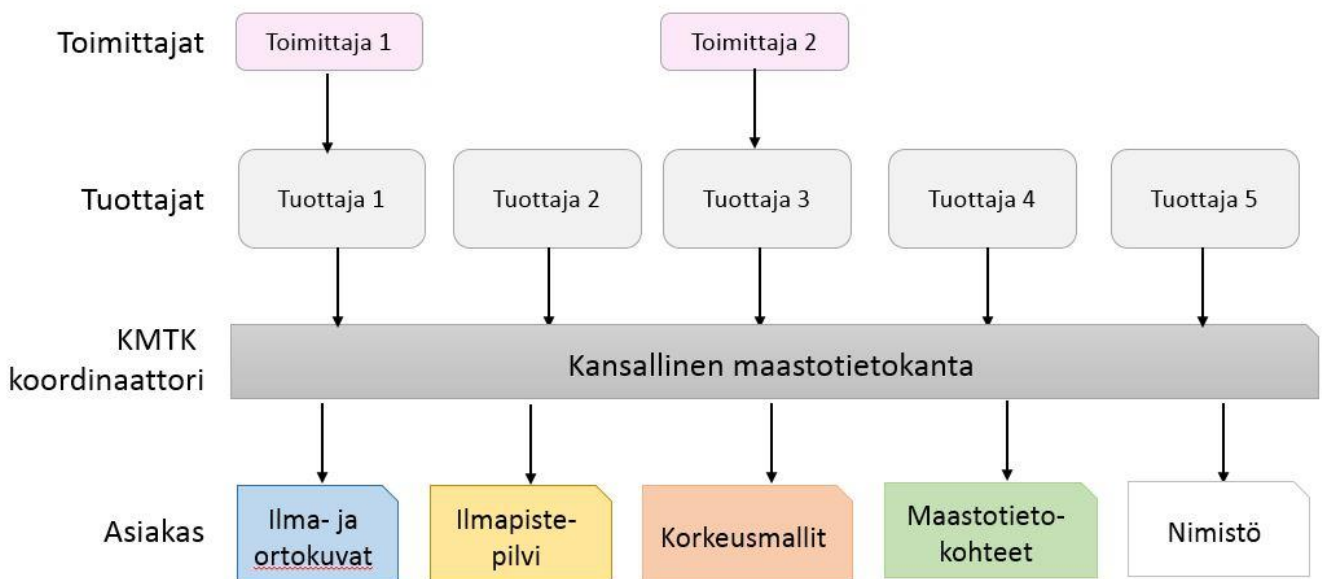 Toimittajat
Toimittaja 1
Toimittaja 2
Tuottajat
Tuottaja 1
Tuottaja 2
Tuottaja 3
Tuottaja 4
Tuottaja 5
KMTK
koordinaattori
Kansallinen maastotietokanta
Asiakas
Ilma- ja
ortokuvat
Ilmapiste-
pilvi
Korkeusmallit
Maastotieto-
kohteet
Nimistö